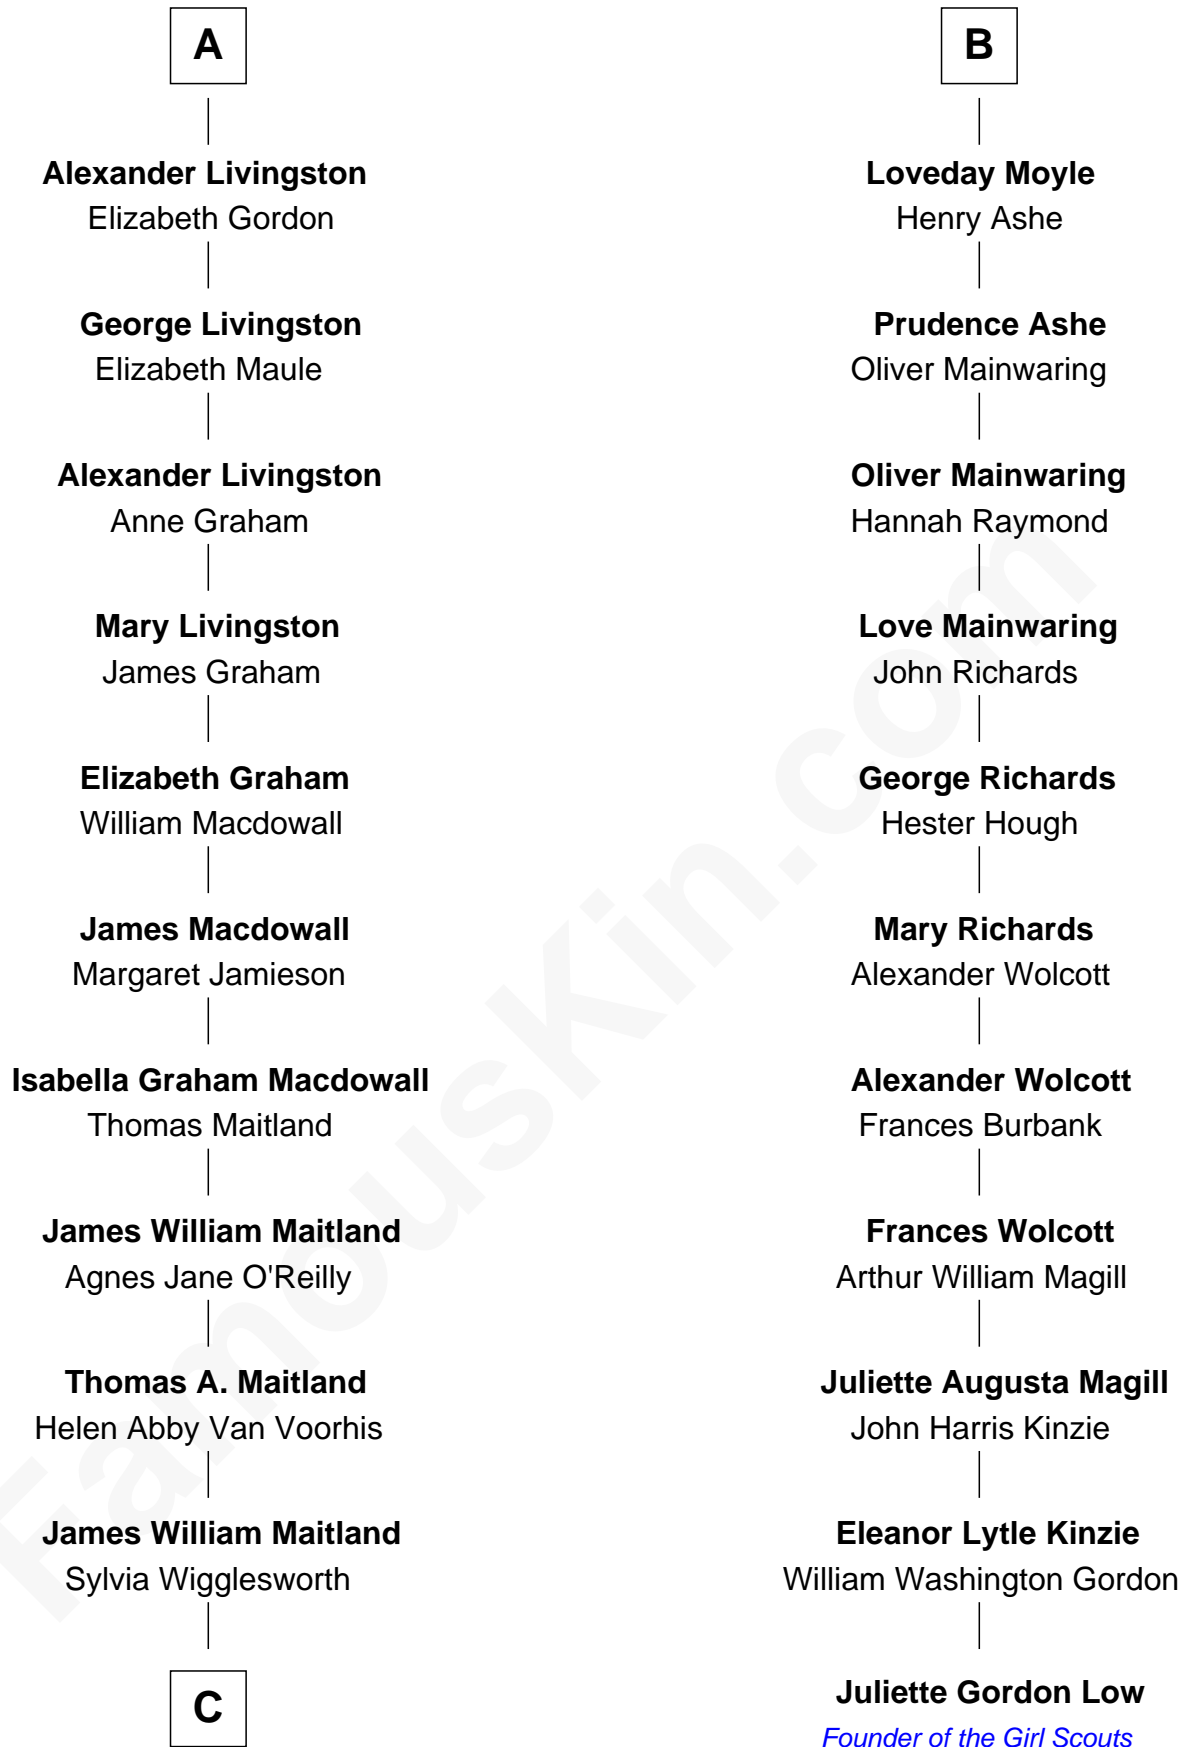 A
Alexander Livingston
Elizabeth Gordon
George Livingston
Elizabeth Maule
Alexander Livingston
Anne Graham
Mary Livingston
James Graham
Elizabeth Graham
William Macdowall
James Macdowall
Margaret Jamieson
Isabella Graham Macdowall
Thomas Maitland
James William Maitland
Agnes Jane O'Reilly
Thomas A. Maitland
Helen Abby Van Voorhis
James William Maitland
Sylvia Wigglesworth
C
B
Loveday Moyle
Henry Ashe
Prudence Ashe
Oliver Mainwaring
Oliver Mainwaring
Hannah Raymond
Love Mainwaring
John Richards
George Richards
Hester Hough
Mary Richards
Alexander Wolcott
Alexander Wolcott
Frances Burbank
Frances Wolcott
Arthur William Magill
Juliette Augusta Magill
John Harris Kinzie
Eleanor Lytle Kinzie
William Washington Gordon
Juliette Gordon Low
Founder of the Girl Scouts
FamousKin.com